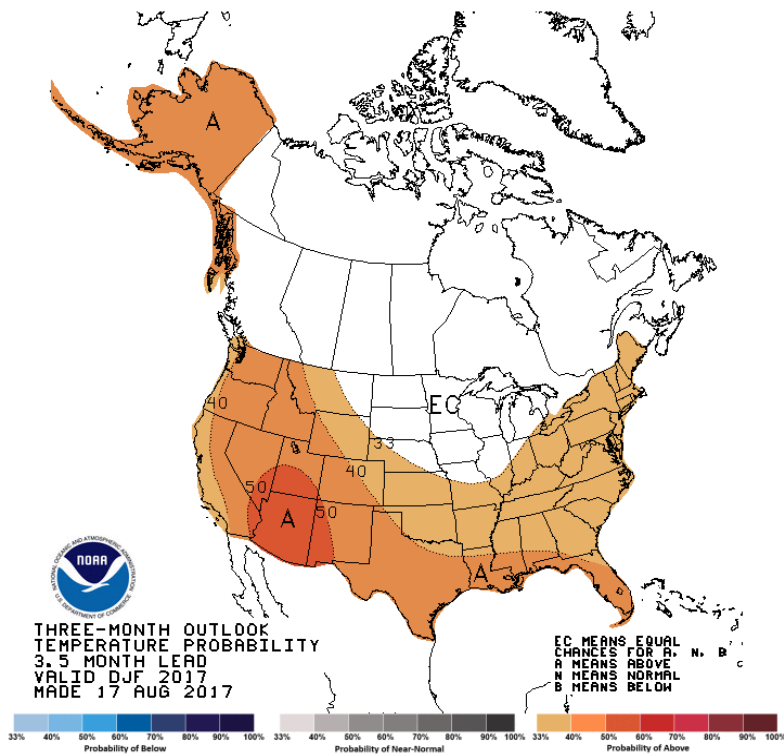 A
EC
40
33
40
50
50
A
A
NATIONAL OCEANIC AND ATMOSPHERIC ADMINISTRATION
NOAA
U.S. DEPARTMENT OF COMMERCE
THREE-MONTH OUTLOOK
TEMPERATURE PROBABILITY
3.5 MONTH LEAD
VALID DJF 2017
MADE 17 AUG 2017
EC MEANS EQUAL
CHANCES FOR A, N, B
A MEANS ABOVE
N MEANS NORMAL
B MEANS BELOW
33% 40% 50% 60% 70% 80% 90% 100%
Probability of Below
33% 40% 50% 60% 70% 80% 90% 100%
Probability of Near-Normal
33% 40% 50% 60% 70% 80% 90% 100%
Probability of Above